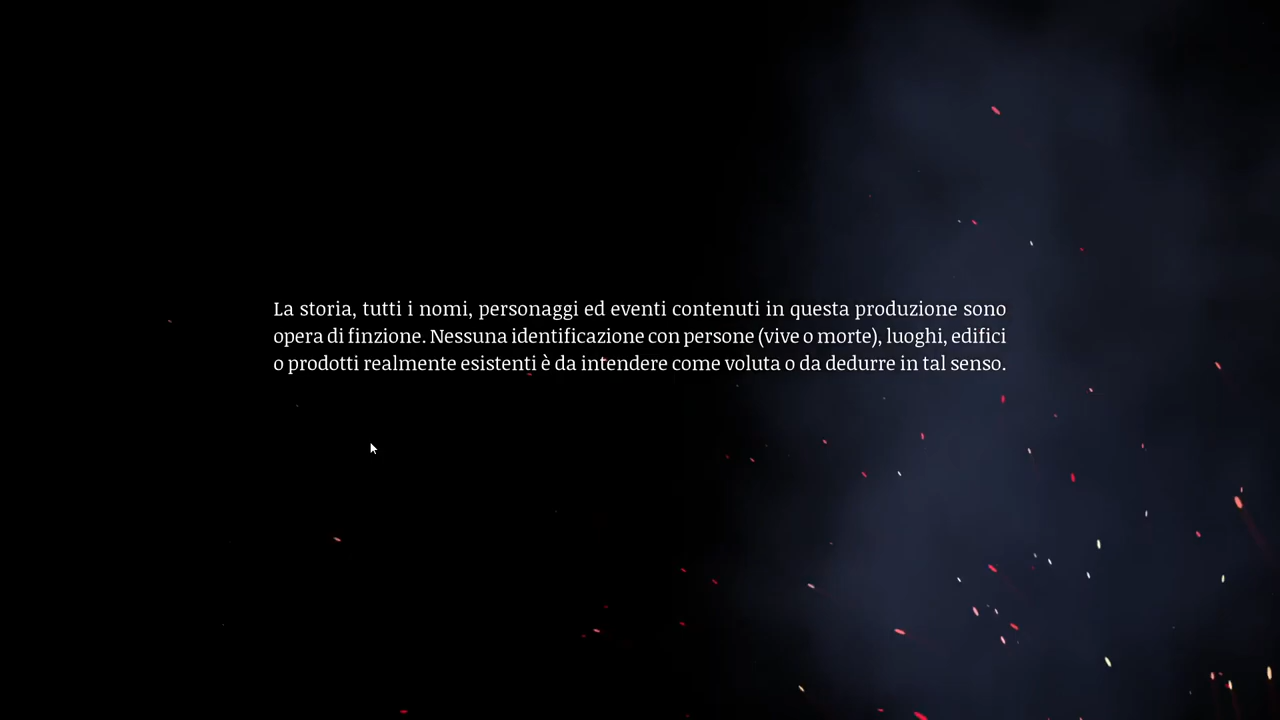 La storia, tutti i nomi, personaggi ed eventi contenuti in questa produzione sono
opera di finzione. Nessuna identificazione con persone (vive o morte), luoghi, edifici
o prodotti realmente esistenti è da intendere come voluta o da dedurre in tal senso.